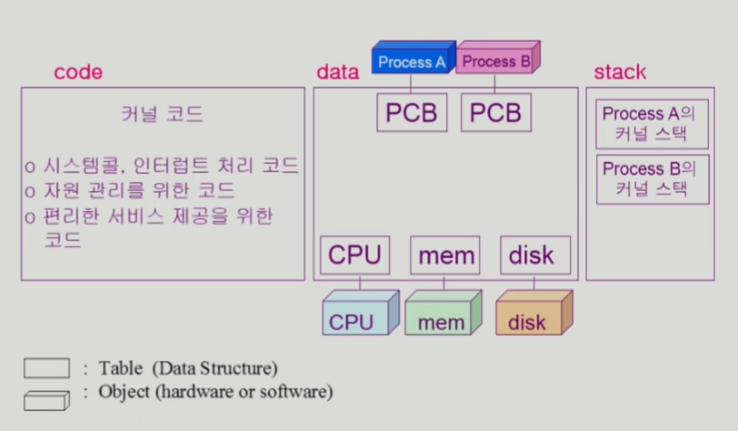 code
커널 코드
o 시스템콜, 인터럽트 처리 코드
o 자원 관리를 위한 코드
o 편리한 서비스 제공을 위한
코드
data
Process A
Process B
PCB
PCB
CPU
mem
disk
CPU
mem
disk
stack
Process A의
커널 스택
Process B의
커널 스택
: Table (Data Structure)
: Object (hardware or software)